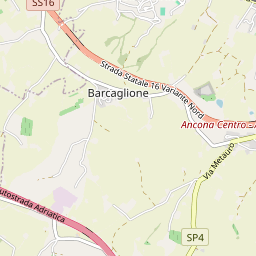 SS16
Strada Statale 16 Variante Nord
Barcaglione
Ancona Centro
Via Metauro
Autostrada Adriatica
SP4